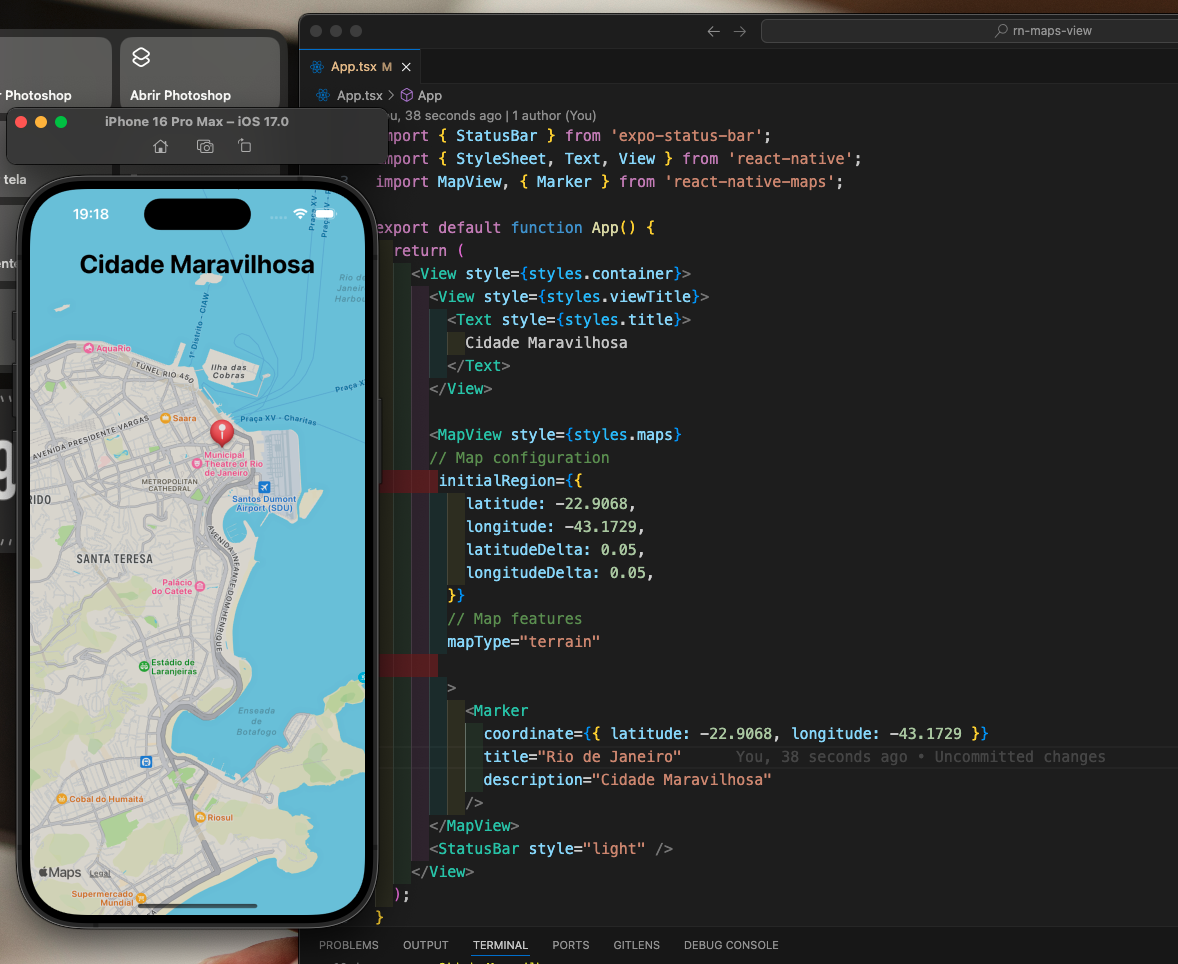 Photoshop
Abrir Photoshop
tela
iPhone 16 Pro Max – iOS 17.0
19:18
Cidade Maravilhosa
Praça XV -
Rio de
Janeiro
Harbou
1º Distrito - CIAW
AquaRio
TÚNEL RIO 450
Ilha das
Cobras
Praça X
Saara
Praça XV - Charitas
AVENIDA PRESIDENTE VARGAS
Municipal
Theatre of Rio
de Janeiro
METROPOLITAN
CATHEDRAL
RIDO
Santos Dumont
Airport (SDU)
SANTA TERESA
AVENIDA INFANTE DOM HENRIQUE
Palácio
do Catete
Estádio de
Laranjeiras
Enseada
de
Botafogo
Cobal do Humaitá
Riosul
Maps Legal
Supermercado
Mundial
rn-maps-view
App.tsx M
App.tsx > App
ou, 38 seconds ago | 1 author (You)
import { StatusBar } from 'expo-status-bar';
import { StyleSheet, Text, View } from 'react-native';
3 import MapView, { Marker } from 'react-native-maps';
export default function App() {
return (
<View style={styles.container}>
<View style={styles.viewTitle}>
<Text style={styles.title}>
Cidade Maravilhosa
</Text>
</View>
<MapView style={styles.maps}
// Map configuration
initialRegion={{
latitude: -22.9068,
longitude: -43.1729,
latitudeDelta: 0.05,
longitudeDelta: 0.05,
}}
// Map features
mapType="terrain"
>
<Marker
coordinate={{ latitude: -22.9068, longitude: -43.1729 }}
title="Rio de Janeiro" You, 38 seconds ago • Uncommitted changes
description="Cidade Maravilhosa"
/>
</MapView>
<StatusBar style="light" />
</View>
);
}
PROBLEMS OUTPUT TERMINAL PORTS GITLENS DEBUG CONSOLE